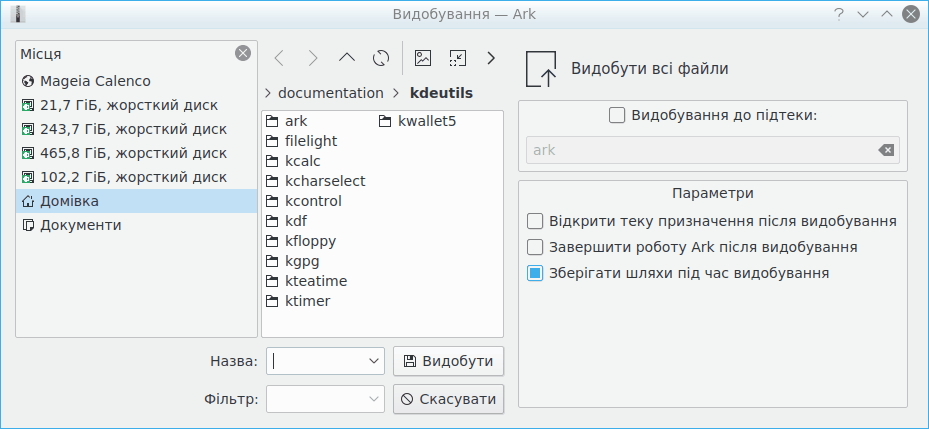 Видобування — Ark
Місця
Mageia Calenco
21,7 ГіБ, жорсткий диск
243,7 ГіБ, жорсткий диск
465,8 ГіБ, жорсткий диск
102,2 ГіБ, жорсткий диск
Домівка
Документи
documentation
kdeutils
ark
filelight
kcalc
kcharselect
kcontrol
kdf
kfloppy
kgpg
kteatime
ktimer
kwallet5
Назва:
Видобути
Фільтр:
Скасувати
Видобути всі файли
Видобування до підтеки:
ark
Параметри
Відкрити теку призначення після видобування
Завершити роботу Ark після видобування
Зберігати шляхи під час видобування